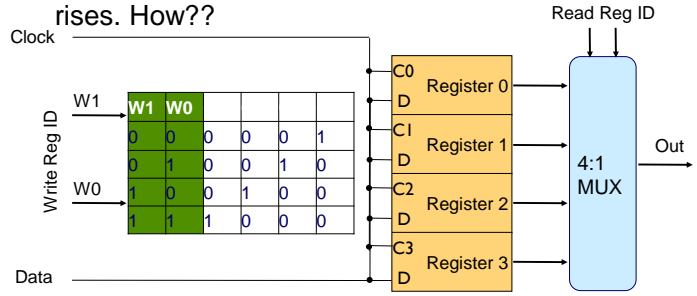 rises. How??
Clock
Read Reg ID
Write Reg ID
W1
W0
W1 W0
0 0 0 0 0 1
0 1 0 0 1 0
1 0 0 1 0 0
1 1 1 0 0 0
C0
D
Register 0
C1
D
Register 1
C2
D
Register 2
C3
D
Register 3
4:1
MUX
Out
Data